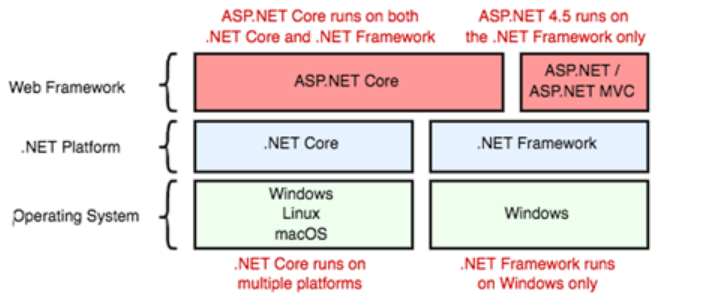 ASP.NET Core runs on both
.NET Core and .NET Framework
ASP.NET 4.5 runs on
the .NET Framework only
Web Framework
ASP.NET Core
ASP.NET /
ASP.NET MVC
.NET Platform
.NET Core
.NET Framework
Operating System
Windows
Linux
macOS
Windows
.NET Core runs on
multiple platforms
.NET Framework runs
on Windows only